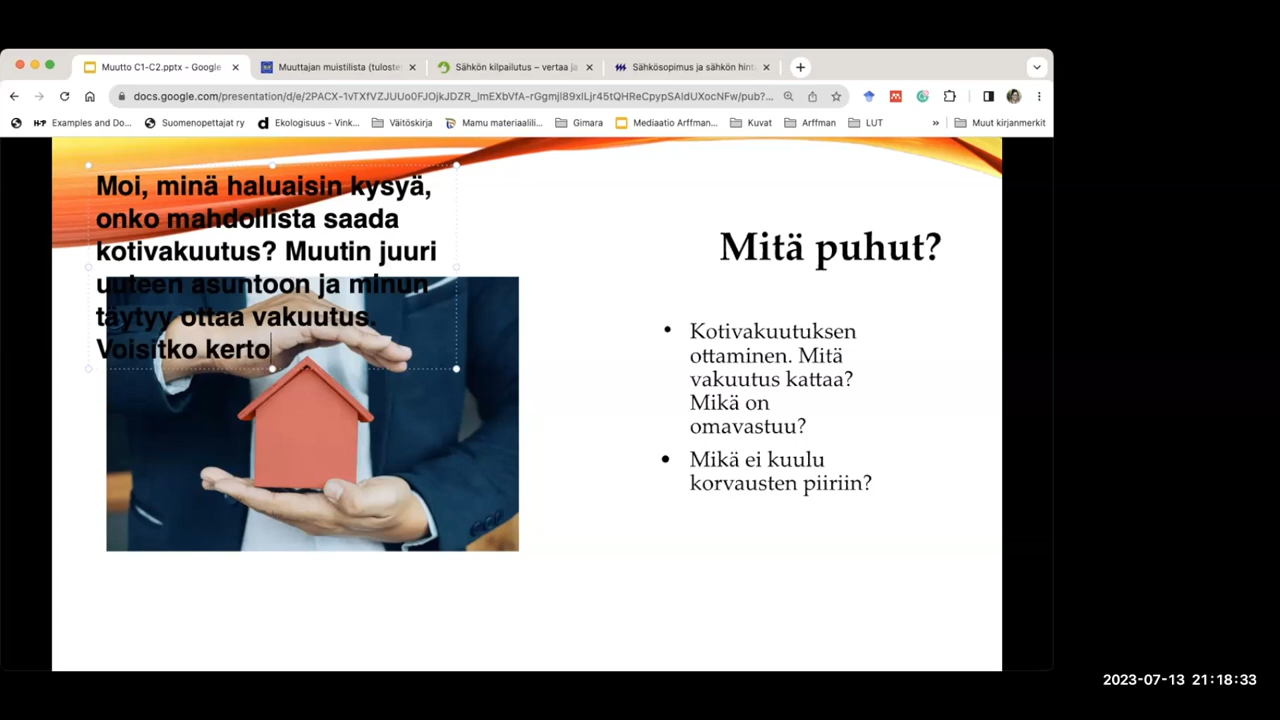 Muutto C1-C2.pptx - Google
Muuttajan muistilista (tuloste
Sähkön kilpailutus – vertaa ja
Sähkösopimus ja sähkön hint
docs.google.com/presentation/d/e/2PACX-1vTXfVZJUUo0FJOjkJDZR_lmEXbVfA-rGgmjl89xlLjr45tQHReCpypSAldUXocNFw/pub?...
Examples and Do...
Suomenopettajat ry
Ekologisuus - Vink...
Väitöskirja
Mamu materiaalili...
Gimara
Mediaatio Arffman...
Kuvat
Arffman
LUT
»
Muut kirjanmerkit
Moi, minä haluaisin kysyä,
onko mahdollista saada
kotivakuutus? Muutin juuri
uuteen asuntoon ja minun
täytyy ottaa vakuutus.
Voisitko kerto
Mitä puhut?
• Kotivakuutuksen
ottaminen. Mitä
vakuutus kattaa?
Mikä on
omavastuu?
• Mikä ei kuulu
korvausten piiriin?
2023-07-13 21:18:33